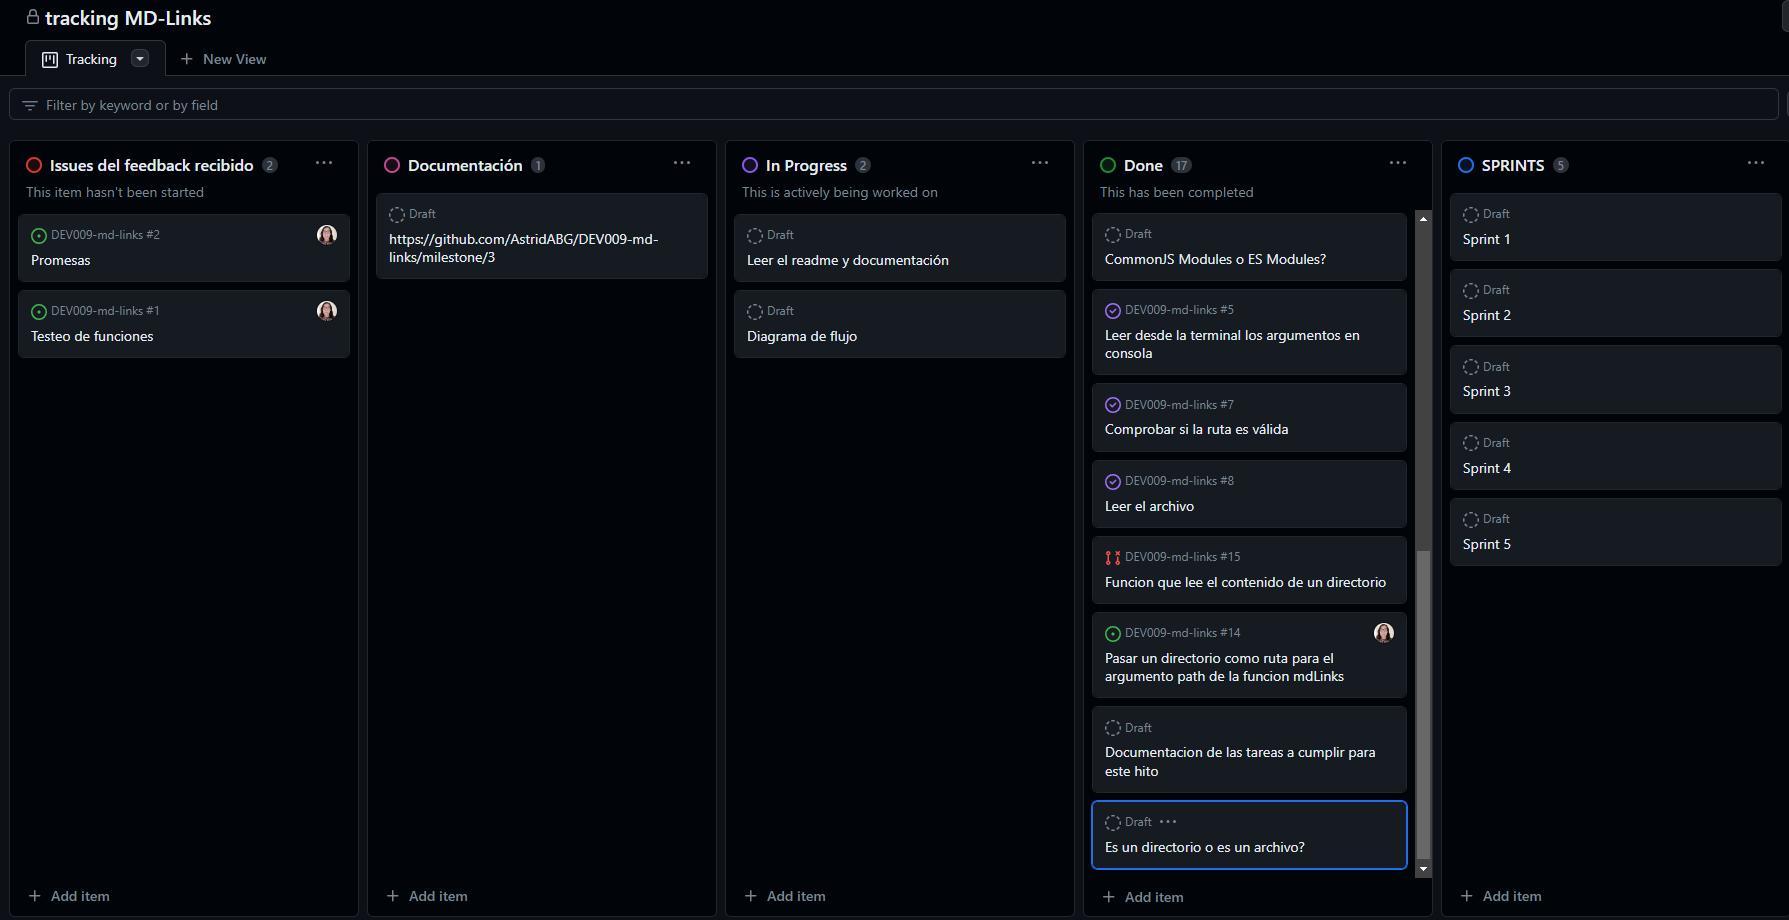 tracking MD-Links
Tracking
New View
Filter by keyword or by field
Issues del feedback recibido 2
This item hasn't been started
DEV009-md-links #2
Promesas
DEV009-md-links #1
Testeo de funciones
Add item
Documentación 1
Draft
https://github.com/AstridABG/DEV009-md-
links/milestone/3
Add item
In Progress 2
This is actively being worked on
Draft
Leer el readme y documentación
Draft
Diagrama de flujo
Add item
Done 17
This has been completed
Draft
CommonJS Modules o ES Modules?
DEV009-md-links #5
Leer desde la terminal los argumentos en
consola
DEV009-md-links #7
Comprobar si la ruta es válida
DEV009-md-links #8
Leer el archivo
DEV009-md-links #15
Funcion que lee el contenido de un directorio
DEV009-md-links #14
Pasar un directorio como ruta para el
argumento path de la funcion mdLinks
Draft
Documentacion de las tareas a cumplir para
este hito
Draft
Es un directorio o es un archivo?
Add item
SPRINTS 5
Draft
Sprint 1
Draft
Sprint 2
Draft
Sprint 3
Draft
Sprint 4
Draft
Sprint 5
Add item